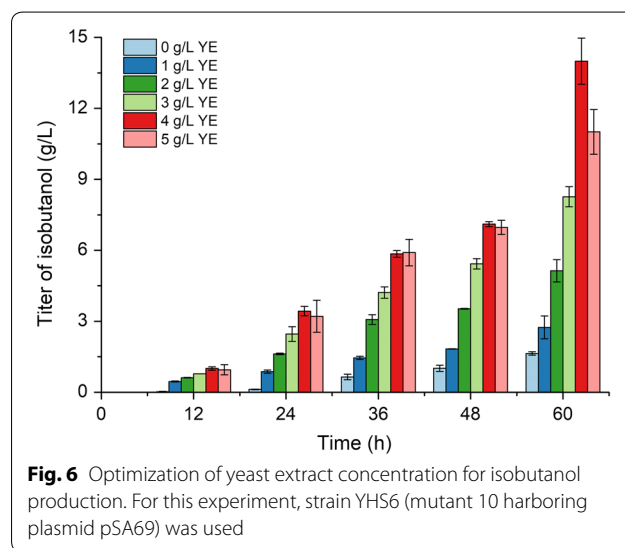 15
12
9
6
3
0
Titer of isobutanol (g/L)
0 g/L YE
1 g/L YE
2 g/L YE
3 g/L YE
4 g/L YE
5 g/L YE
0 12 24 36 48 60
Time (h)
Fig. 6 Optimization of yeast extract concentration for isobutanol
production. For this experiment, strain YHS6 (mutant 10 harboring
plasmid pSA69) was used